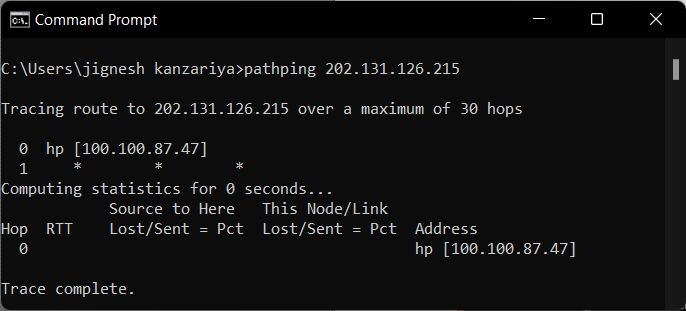 Command Prompt
C:\Users\jignesh kanzariya>pathping 202.131.126.215
Tracing route to 202.131.126.215 over a maximum of 30 hops
  0  hp [100.100.87.47]
  1     *        *        *
Computing statistics for 0 seconds...
            Source to Here   This Node/Link
Hop  RTT    Lost/Sent = Pct  Lost/Sent = Pct  Address
  0                                           hp [100.100.87.47]
Trace complete.